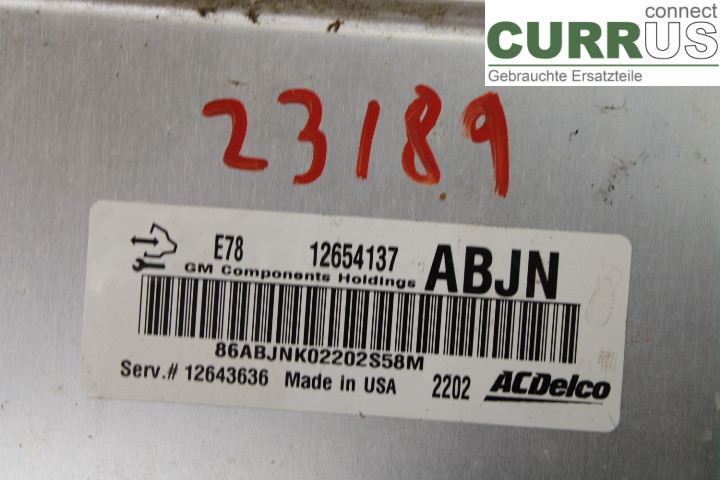 connect
CURRUS
Gebrauchte Ersatzteile
23189
E78 12654137 ABJN
GM Components Holdings
86ABJNK02202S58M
Serv.# 12643636 Made in USA 2202 ACDelco